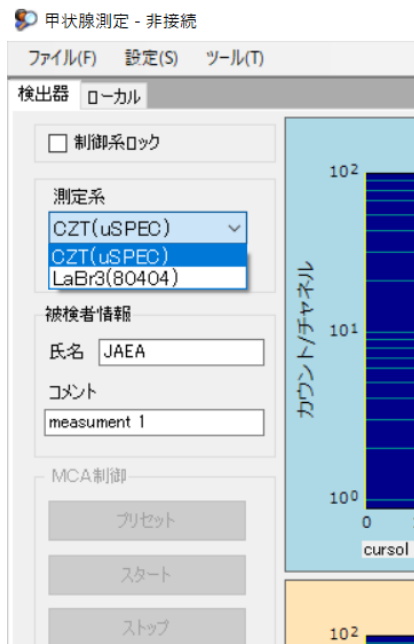 甲状腺測定 - 非接続
ファイル(F) 設定(S) ツール(T)
検出器 ローカル
制御系ロック
測定系
CZT(uSPEC)
CZT(uSPEC)
LaBr3(80404)
被検者情報
氏名 JAEA
コメント
measument 1
MCA制御
プリセット
スタート
ストップ
カウント/チャネル
10²
10¹
10⁰
0
cursol
10²